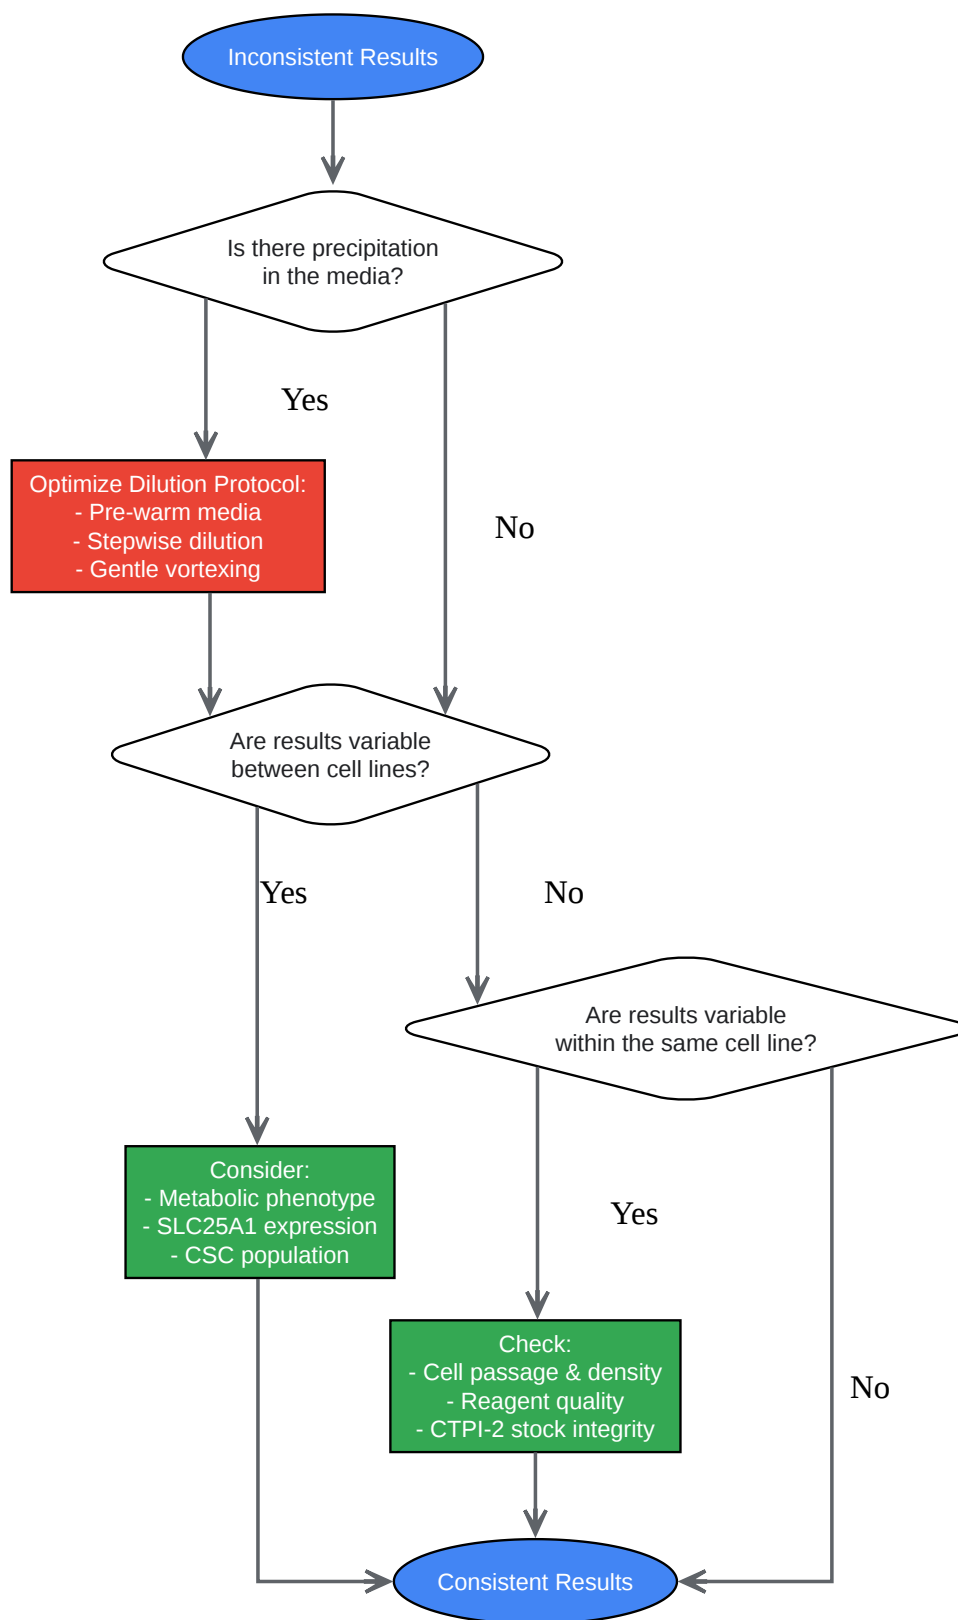 Inconsistent Results
Is there precipitation
in the media?
Yes
Optimize Dilution Protocol:
- Pre-warm media
- Stepwise dilution
- Gentle vortexing
No
Are results variable
between cell lines?
Yes
No
Are results variable
within the same cell line?
Consider:
- Metabolic phenotype
- SLC25A1 expression
- CSC population
Yes
Check:
- Cell passage & density
- Reagent quality
- CTPI-2 stock integrity
No
Consistent Results